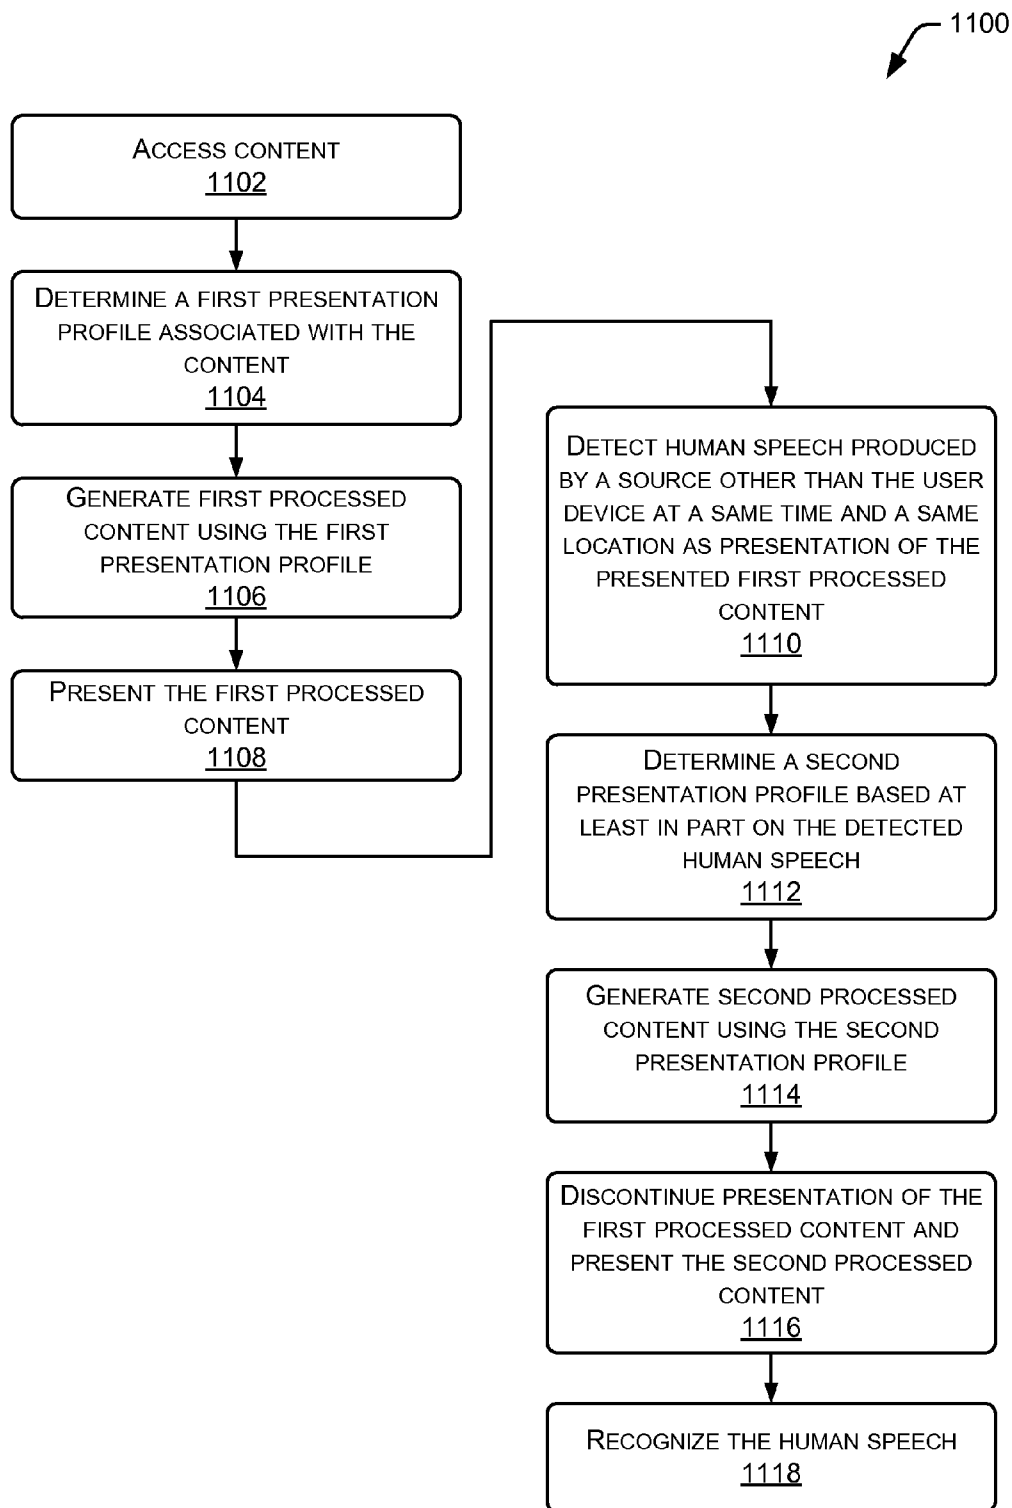 1100
ACCESS CONTENT
1102
DETERMINE A FIRST PRESENTATION
PROFILE ASSOCIATED WITH THE
CONTENT
1104
GENERATE FIRST PROCESSED
CONTENT USING THE FIRST
PRESENTATION PROFILE
1106
PRESENT THE FIRST PROCESSED
CONTENT
1108
DETECT HUMAN SPEECH PRODUCED
BY A SOURCE OTHER THAN THE USER
DEVICE AT A SAME TIME AND A SAME
LOCATION AS PRESENTATION OF THE
PRESENTED FIRST PROCESSED
CONTENT
1110
DETERMINE A SECOND
PRESENTATION PROFILE BASED AT
LEAST IN PART ON THE DETECTED
HUMAN SPEECH
1112
GENERATE SECOND PROCESSED
CONTENT USING THE SECOND
PRESENTATION PROFILE
1114
DISCONTINUE PRESENTATION OF THE
FIRST PROCESSED CONTENT AND
PRESENT THE SECOND PROCESSED
CONTENT
1116
RECOGNIZE THE HUMAN SPEECH
1118